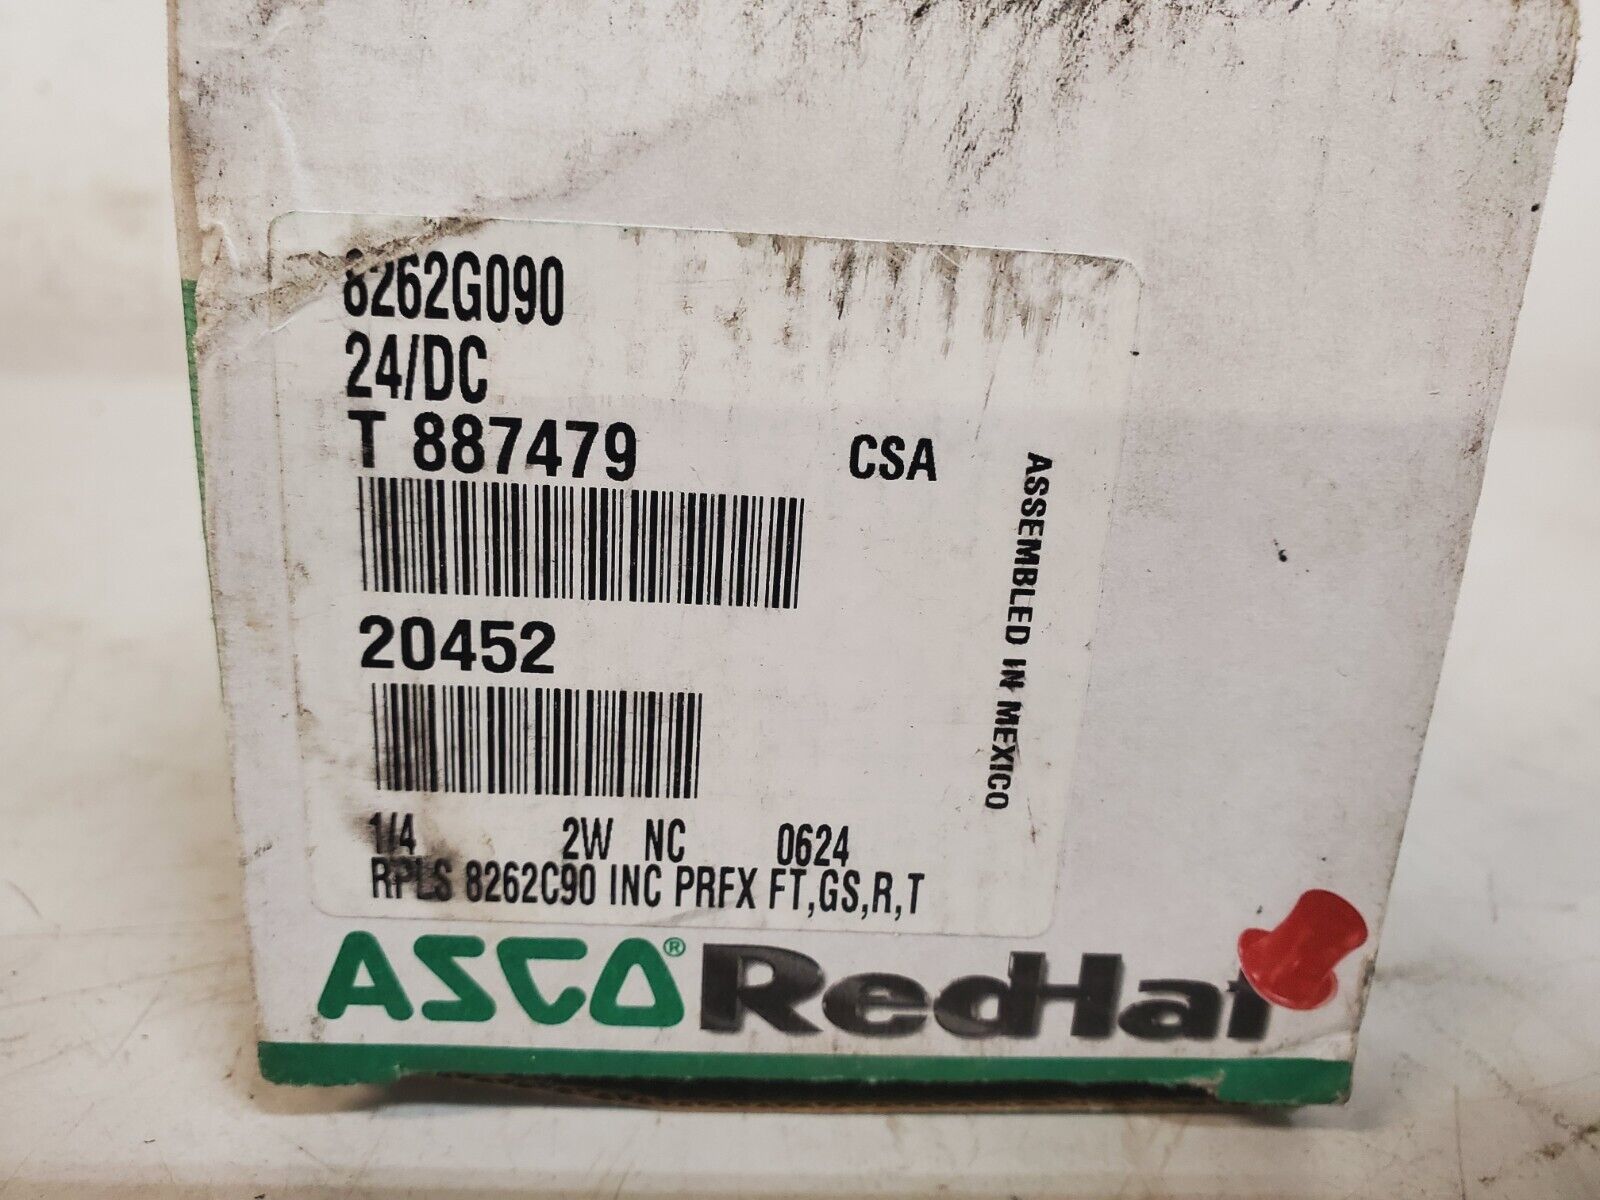 8262G090
24/DC
T 887479
CSA
ASSEMBLED IN MEXICO
20452
1/4 2W NC 0624
RPLS 8262C90 INC PRFX FT,GS,R,T
ASCO® RedHat